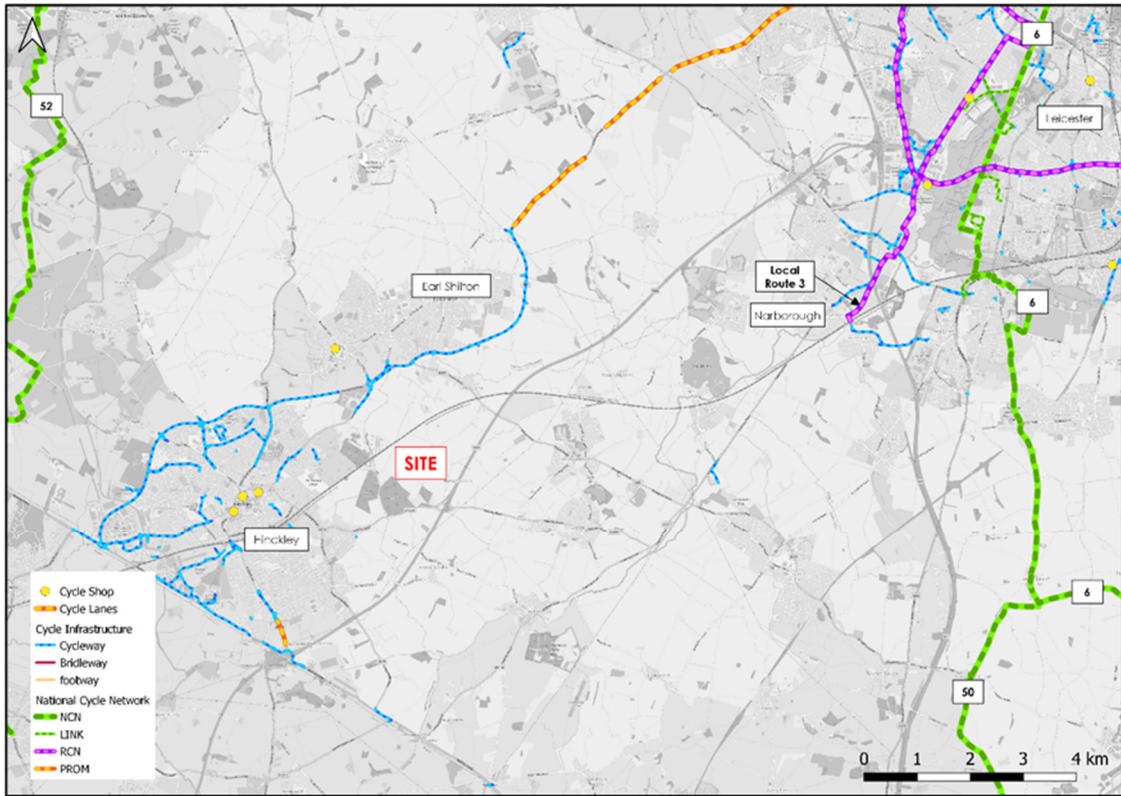 6
52
Leicester
Earl Shilton
Local
Route 3
Narborough
6
SITE
Hinckley
Cycle Shop
Cycle Lanes
Cycle Infrastructure
Cycleway
Bridleway
footway
National Cycle Network
NCN
LINK
RCN
PROM
6
50
0 1 2 3 4 km